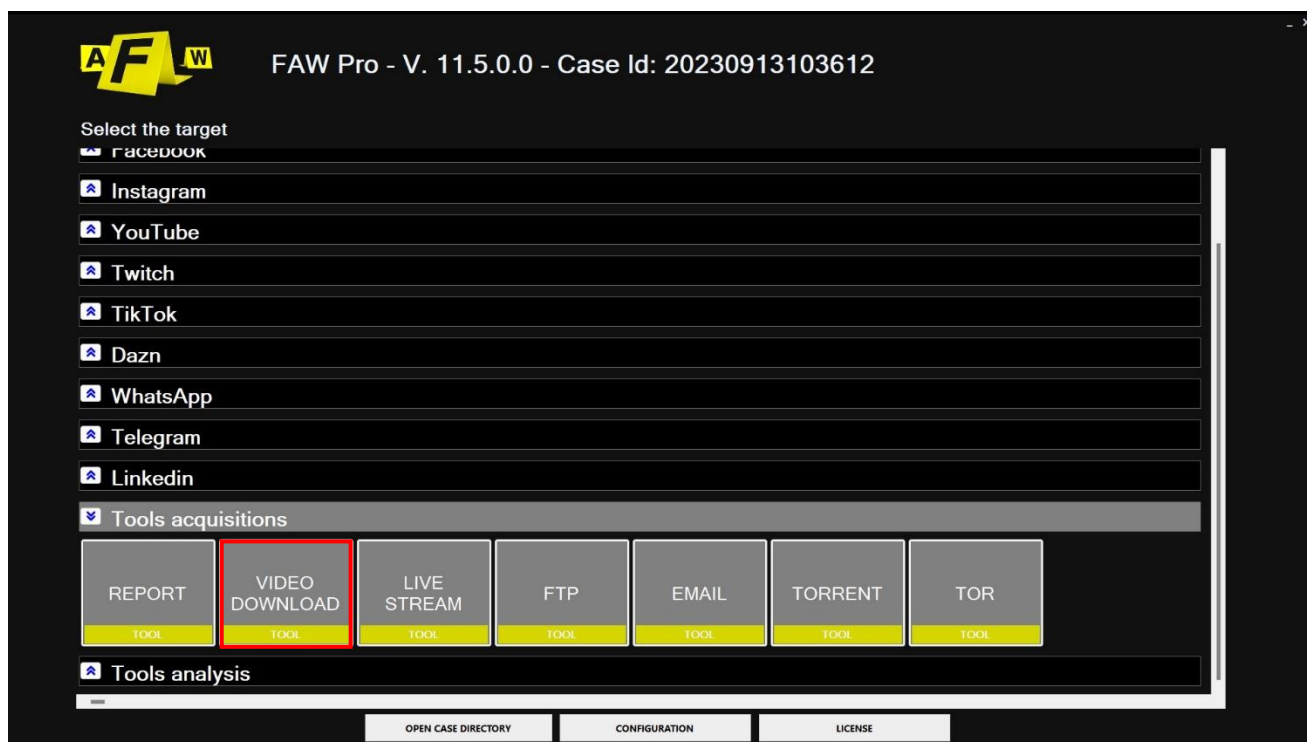 A F W
FAW Pro - V. 11.5.0.0 - Case Id: 20230913103612
Select the target
Facebook
Instagram
YouTube
Twitch
TikTok
Dazn
WhatsApp
Telegram
Linkedin
Tools acquisitions
REPORT
TOOL
VIDEO
DOWNLOAD
TOOL
LIVE
STREAM
TOOL
FTP
TOOL
EMAIL
TOOL
TORRENT
TOOL
TOR
TOOL
Tools analysis
OPEN CASE DIRECTORY
CONFIGURATION
LICENSE